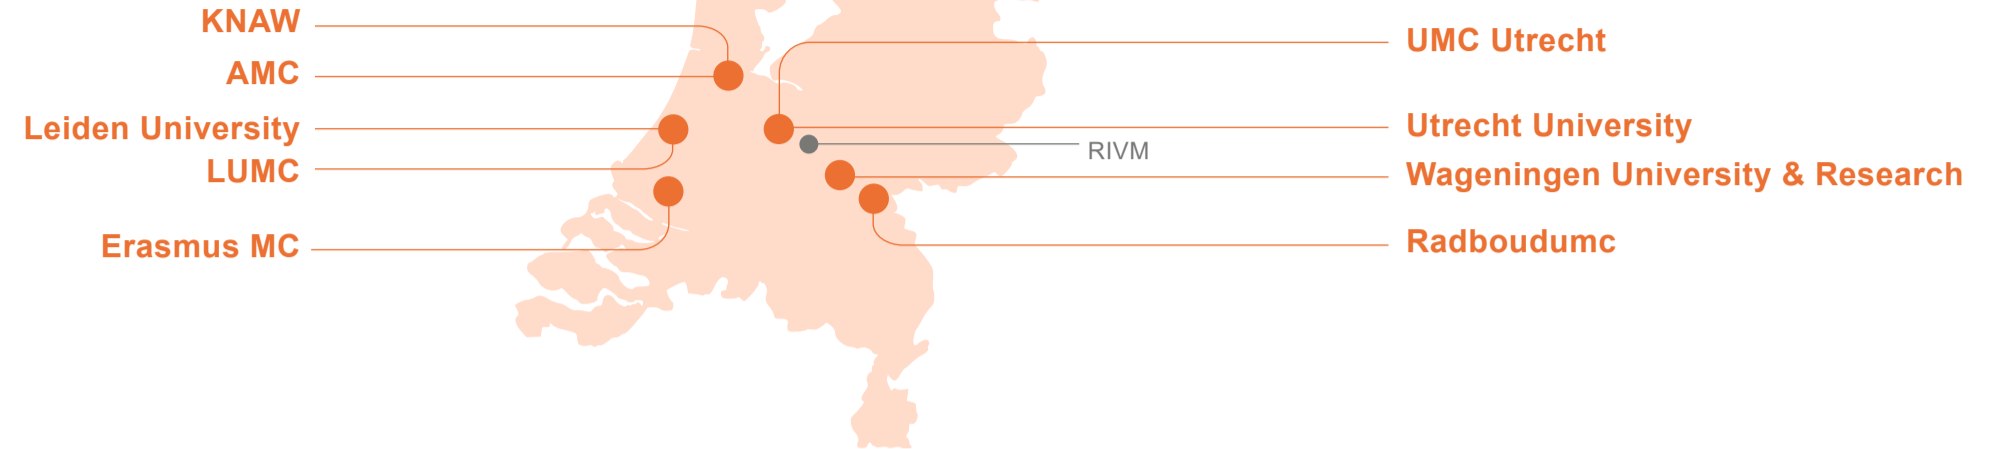 KNAW
AMC
Leiden University
LUMC
Erasmus MC
UMC Utrecht
Utrecht University
RIVM
Wageningen University & Research
Radboudumc